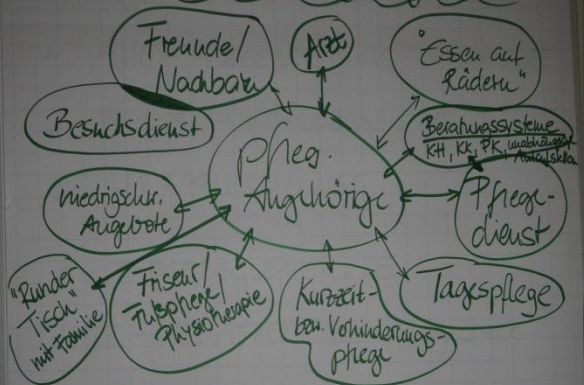 Freunde/
Nachbarn
Arzt
"Essen auf
Rädern"
Besuchsdienst
Beratungssysteme
KH, KK, PK, unabhängige
pfleg.
Angehörige
niedrigschw.
Angebote
Pflege-
dienst
"Runder
Tisch"
mit Familie
Friseur/
Fußpflege/
Physiotherapie
Kurzzeit-
bzw. Verhinderungs-
pflege
Tagespflege